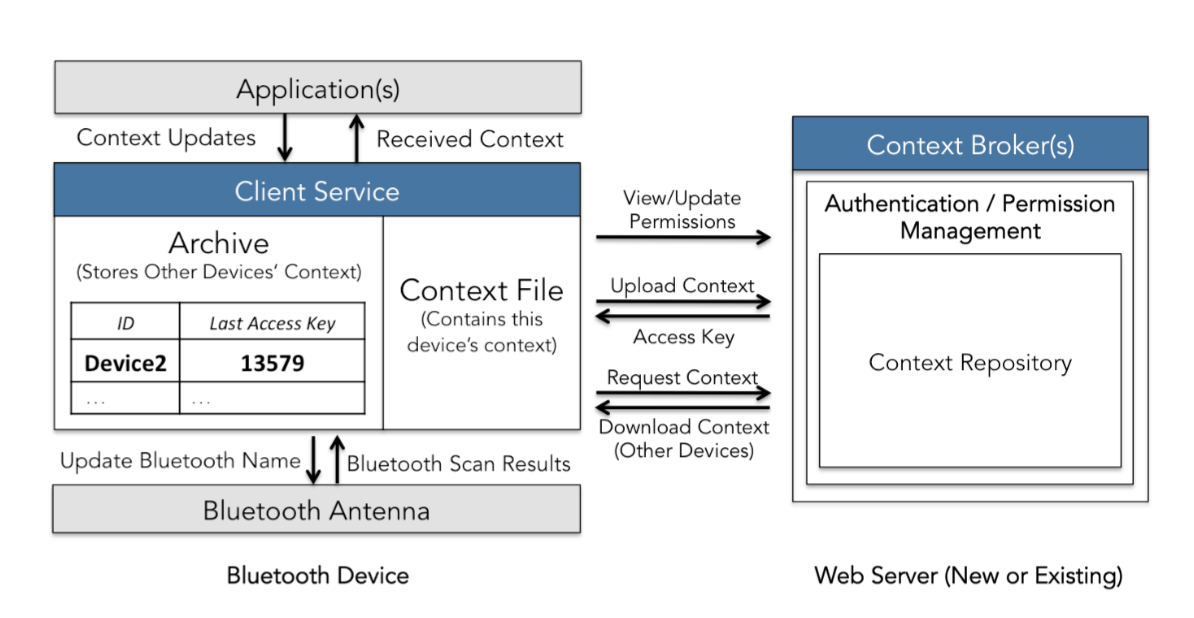 Application(s)
Context Updates
Received Context
Client Service
Archive
(Stores Other Devices' Context)
ID
Last Access Key
Device2
13579
...
...
Context File
(Contains this
device's context)
Update Bluetooth Name
Bluetooth Scan Results
Bluetooth Antenna
Bluetooth Device
View/Update
Permissions
Upload Context
Access Key
Request Context
Download Context
(Other Devices)
Context Broker(s)
Authentication / Permission
Management
Context Repository
Web Server (New or Existing)